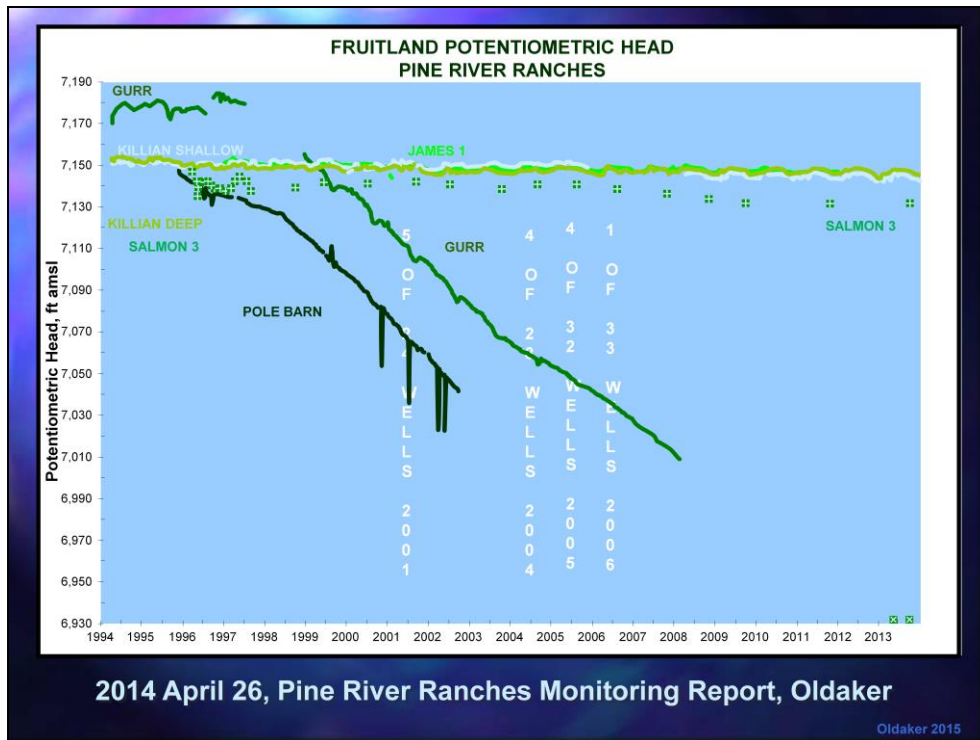 FRUITLAND POTENTIOMETRIC HEAD
PINE RIVER RANCHES
Potentiometric Head, ft amsl
7,190
7,170
7,150
7,130
7,110
7,090
7,070
7,050
7,030
7,010
6,990
6,970
6,950
6,930
GURR
KILLIAN SHALLOW
JAMES 1
KILLIAN DEEP
SALMON 3
SALMON 3
GURR
POLE BARN
5 OF 24 WELLS 2001
4 OF 28 WELLS 2004
4 OF 32 WELLS 2005
1 OF 33 WELLS 2006
1994 1995 1996 1997 1998 1999 2000 2001 2002 2003 2004 2005 2006 2007 2008 2009 2010 2011 2012 2013
2014 April 26, Pine River Ranches Monitoring Report, Oldaker
Oldaker 2015